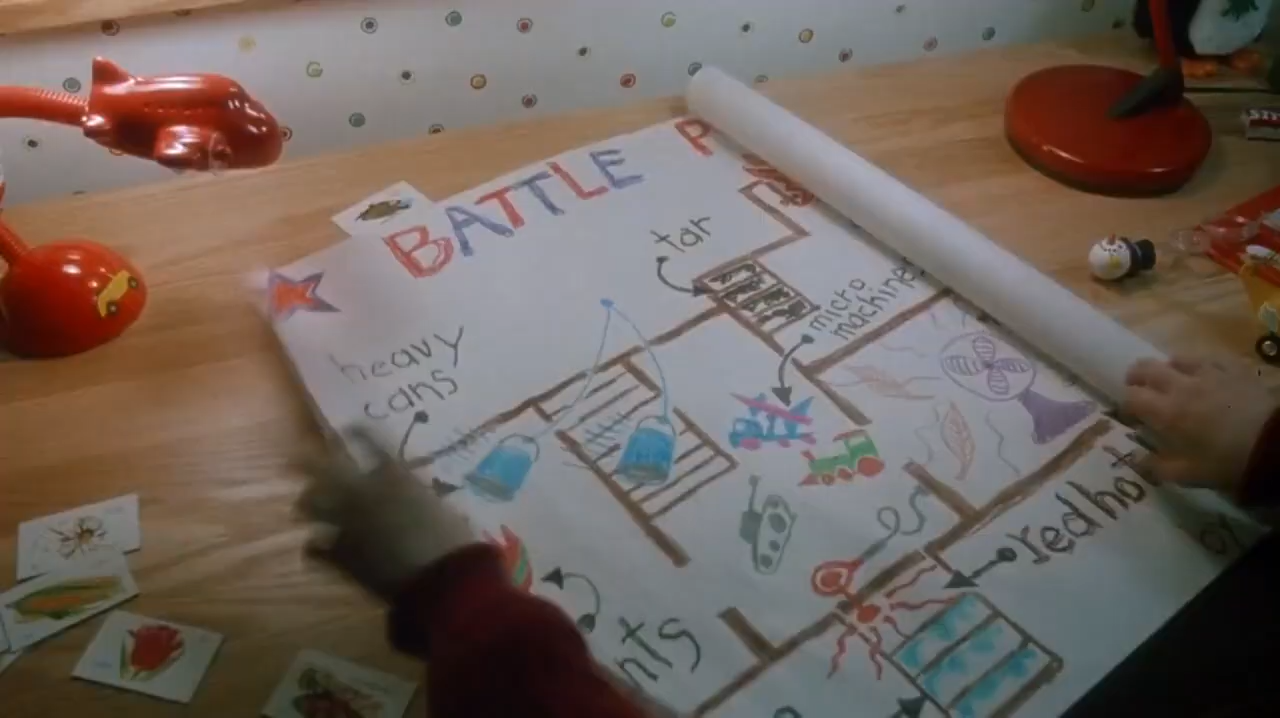 BATTLE P
tar
micro
machines
heavy
cans
red hot
nts